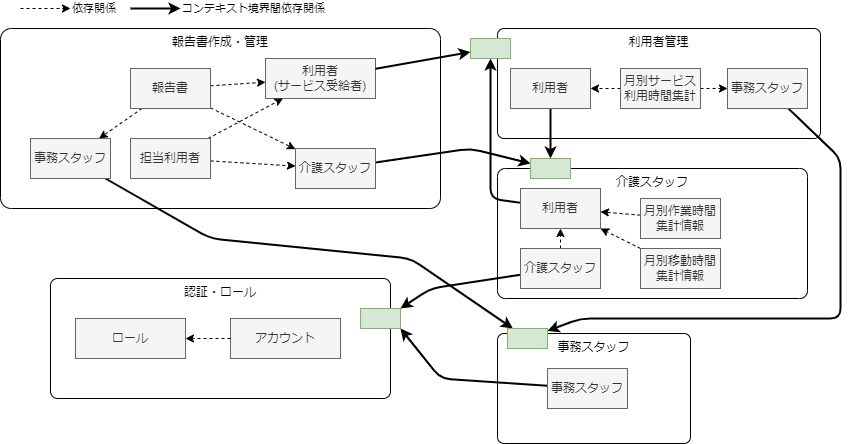 依存関係
コンテキスト境界間依存関係
報告書作成・管理
報告書
利用者
(サービス受給者)
事務スタッフ
担当利用者
介護スタッフ
利用者管理
利用者
月別サービス
利用時間集計
事務スタッフ
介護スタッフ
利用者
月別作業時間
集計情報
介護スタッフ
月別移動時間
集計情報
認証・ロール
ロール
アカウント
事務スタッフ
事務スタッフ